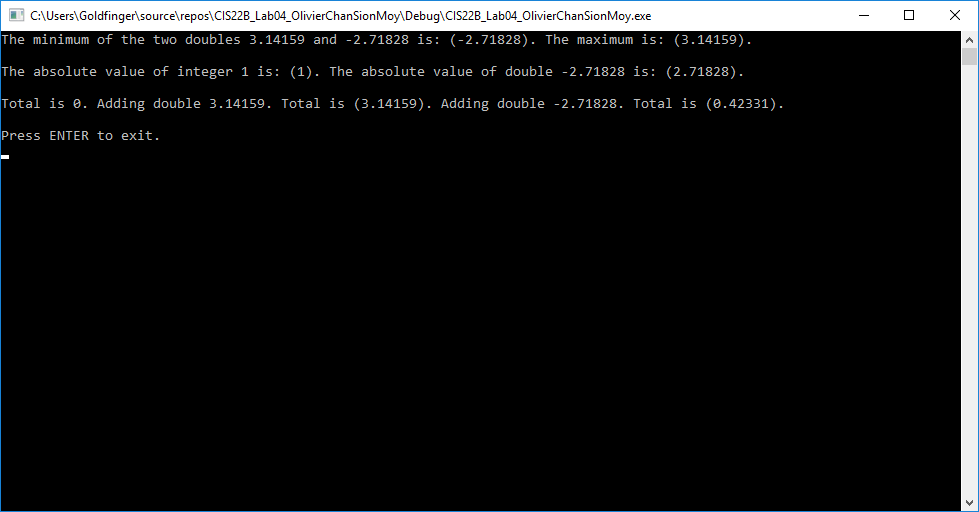 C:\Users\Goldfinger\source\repos\CIS22B_Lab04_OlivierChanSionMoy\Debug\CIS22B_Lab04_OlivierChanSionMoy.exe
The minimum of the two doubles 3.14159 and -2.71828 is: (-2.71828). The maximum is: (3.14159).
The absolute value of integer 1 is: (1). The absolute value of double -2.71828 is: (2.71828).
Total is 0. Adding double 3.14159. Total is (3.14159). Adding double -2.71828. Total is (0.42331).
Press ENTER to exit.